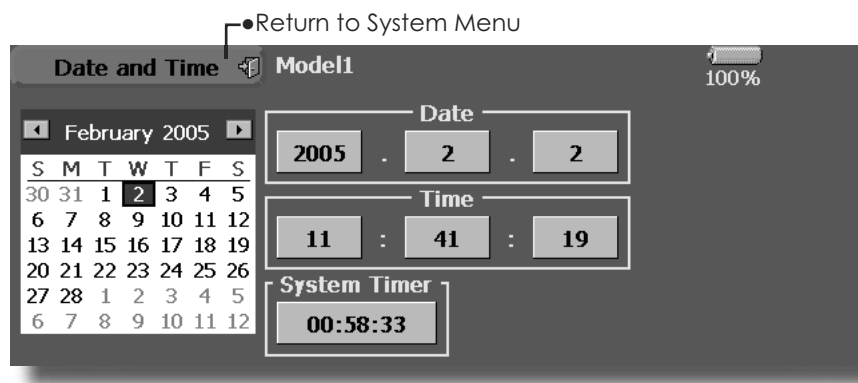 ●Return to System Menu
Date and Time
Model1
100%
February 2005
S M T W T F S
30 31 1 2 3 4 5
6 7 8 9 10 11 12
13 14 15 16 17 18 19
20 21 22 23 24 25 26
27 28 1 2 3 4 5
6 7 8 9 10 11 12
Date
2005 . 2 . 2
Time
11 : 41 : 19
System Timer
00:58:33